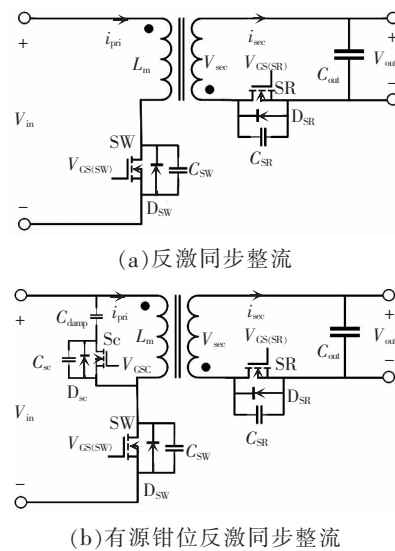 +
i_pri
i_sec
+
L_m
V_sec
V_GS(SR)
C_out
V_out
SR
−
V_in
D_SR
SW
C_SR
V_GS(SW)
C_SW
−
D_SW
(a)反激同步整流
+
C_damp
i_pri
i_sec
+
Sc
L_m
V_sec
V_GS(SR)
C_out
V_out
C_sc
V_GSC
SR
−
D_sc
D_SR
V_in
SW
C_SR
V_GS(SW)
C_SW
−
D_SW
(b)有源钳位反激同步整流